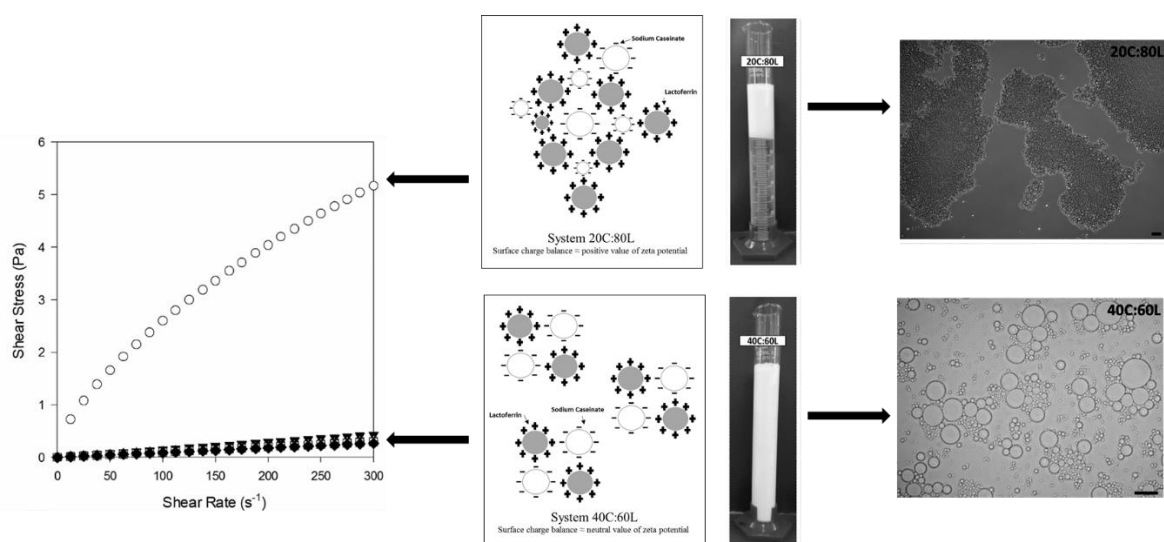 6
5
4
3
2
1
0
Shear Stress (Pa)
0 50 100 150 200 250 300
Shear Rate (s⁻¹)
Sodium Caseinate
Lactoferrin
System 20C:80L
Surface charge balance = positive value of zeta potential
20C:80L
20C:80L
Lactoferrin
Sodium Caseinate
System 40C:60L
Surface charge balance = neutral value of zeta potential
40C:60L
40C:60L